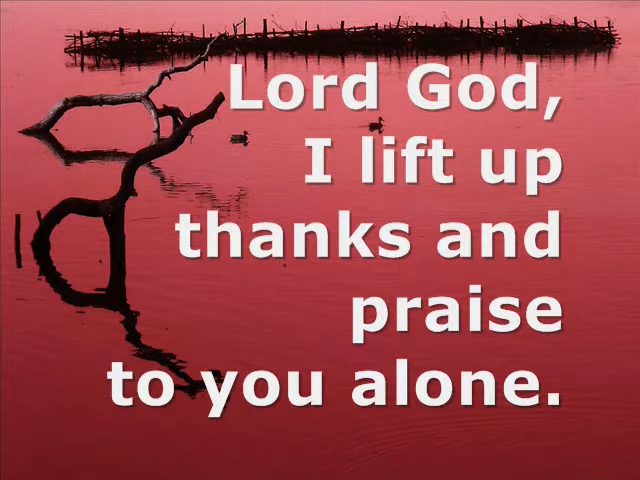 Lord God,
I lift up
thanks and
praise
to you alone.